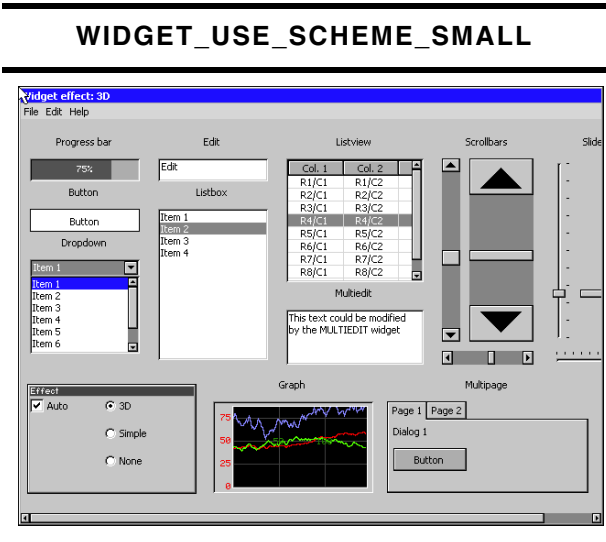 WIDGET_USE_SCHEME_SMALL
Widget effect: 3D
File Edit Help
Progress bar
Edit
Listview
Scrollbars
Slide
75%
Edit
Col. 1 Col. 2
R1/C1 R1/C2
R2/C1 R2/C2
R3/C1 R3/C2
R4/C1 R4/C2
R5/C1 R5/C2
R6/C1 R6/C2
R7/C1 R7/C2
R8/C1 R8/C2
Button
Listbox
Button
Item 1
Item 2
Item 3
Item 4
Dropdown
Item 1
Item 1
Item 2
Item 3
Item 4
Item 5
Item 6
Multiedit
This text could be modified
by the MULTIEDIT widget
Effect
Auto
3D
Simple
None
Graph
75
50
25
0
Multipage
Page 1 Page 2
Dialog 1
Button